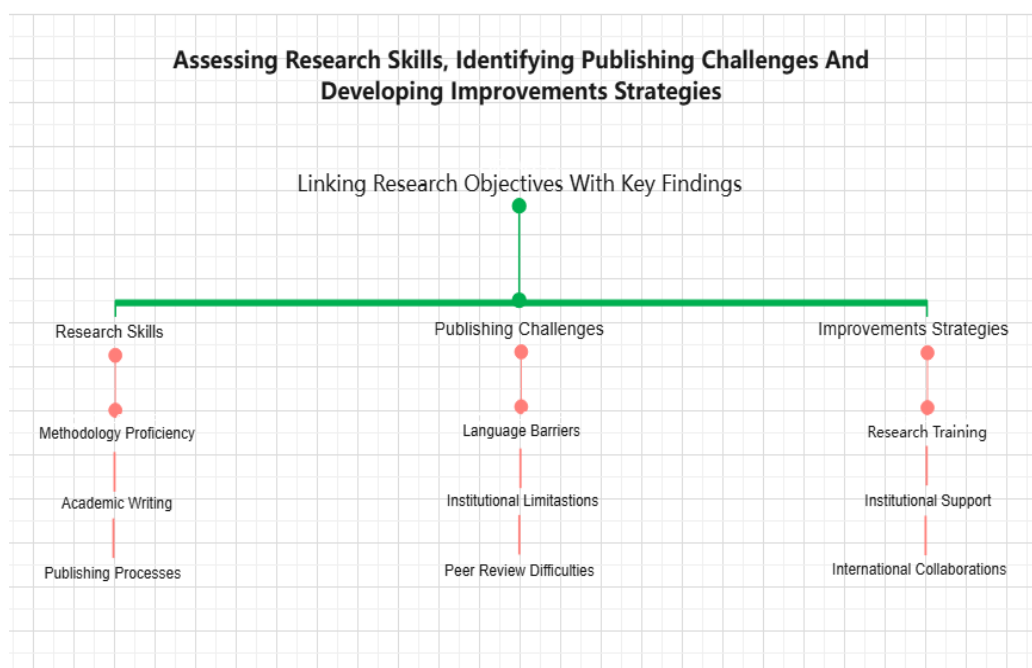 Assessing Research Skills, Identifying Publishing Challenges And
Developing Improvements Strategies
Linking Research Objectives With Key Findings
Research Skills
Methodology Proficiency
Academic Writing
Publishing Processes
Publishing Challenges
Language Barriers
Institutional Limitastions
Peer Review Difficulties
Improvements Strategies
Research Training
Institutional Support
International Collaborations